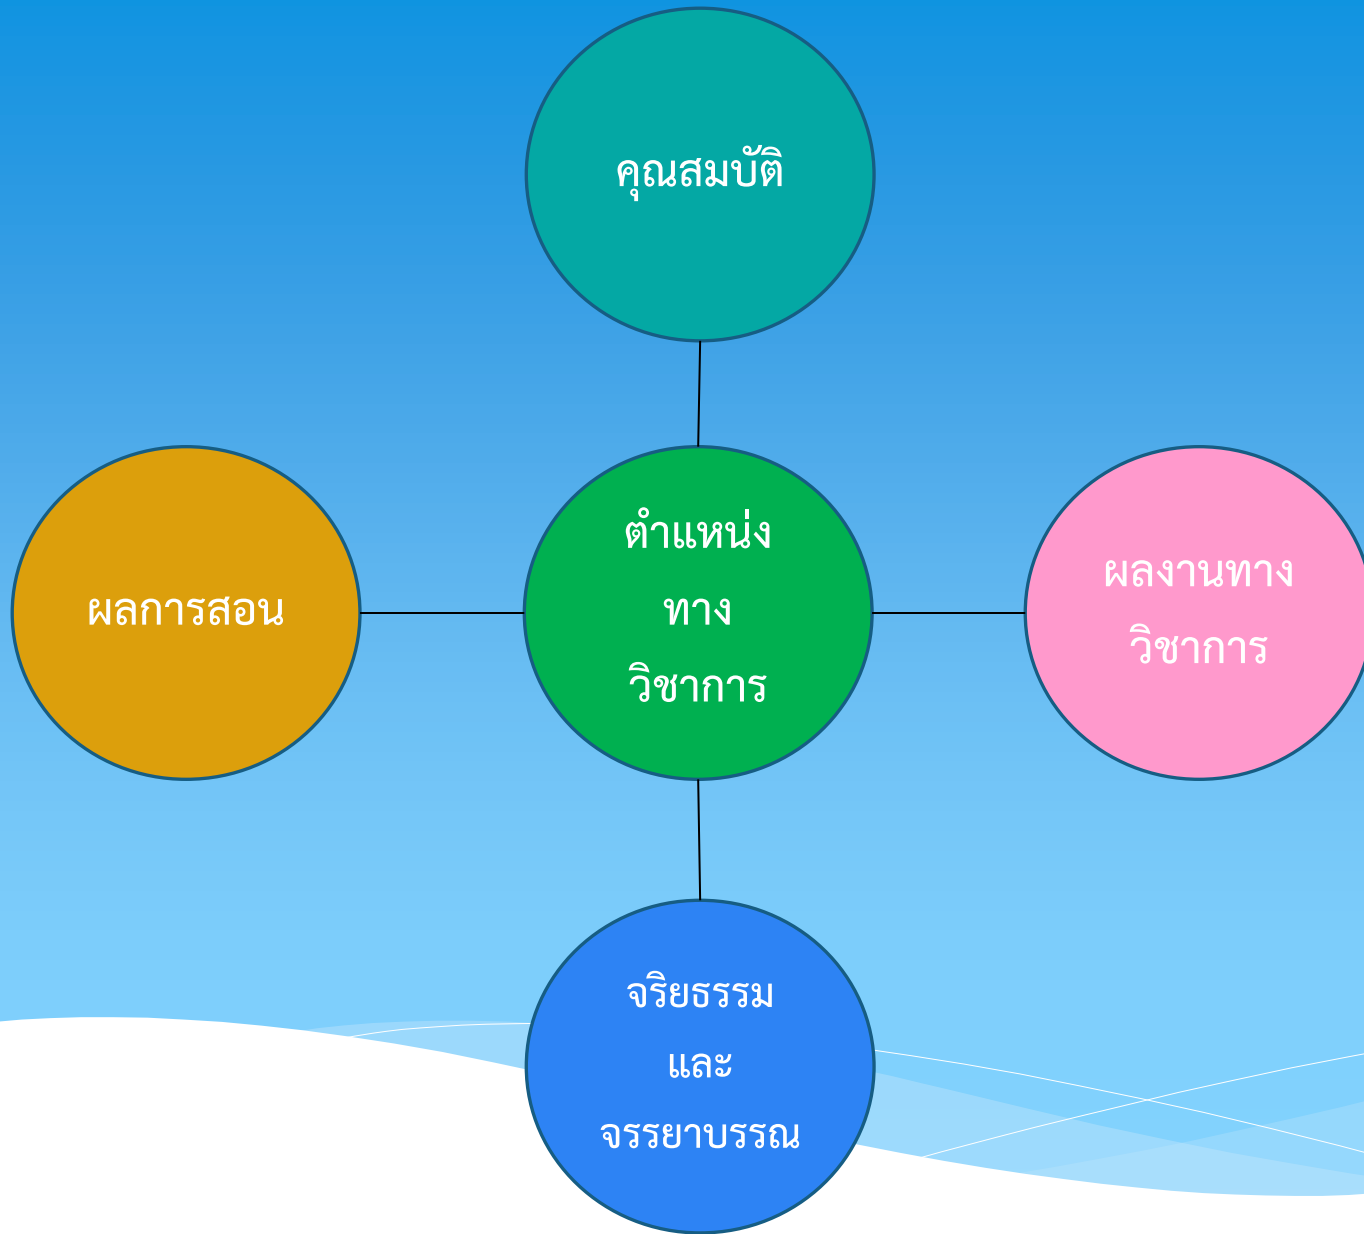 คุณสมบัติ
ผลการสอน
ตำแหน่ง
ทาง
วิชาการ
ผลงานทาง
วิชาการ
จริยธรรม
และ
จรรยาบรรณ